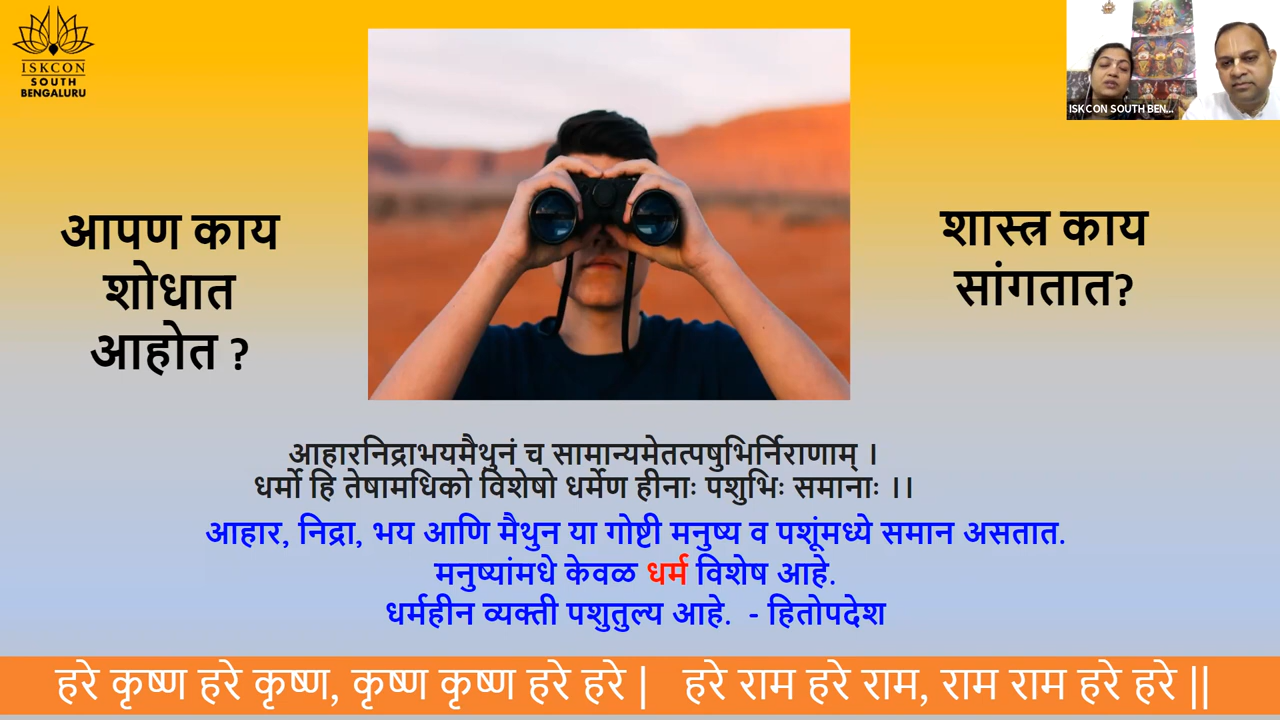 ISKCON
SOUTH
BENGALURU
ISKCON SOUTH BEN...
आपण काय
शोधात
आहोत ?
शास्त्र काय
सांगतात?
आहारनिद्राभयमैथुनं च सामान्यमेतत्पषुभिर्निराणाम् ।
धर्मो हि तेषामधिको विशेषो धर्मेण हीनाः पशुभिः समानाः ।।
आहार, निद्रा, भय आणि मैथुन या गोष्टी मनुष्य व पशूंमध्ये समान असतात.
मनुष्यांमधे केवळ धर्म विशेष आहे.
धर्महीन व्यक्ती पशुतुल्य आहे. - हितोपदेश
हरे कृष्ण हरे कृष्ण, कृष्ण कृष्ण हरे हरे | हरे राम हरे राम, राम राम हरे हरे ||